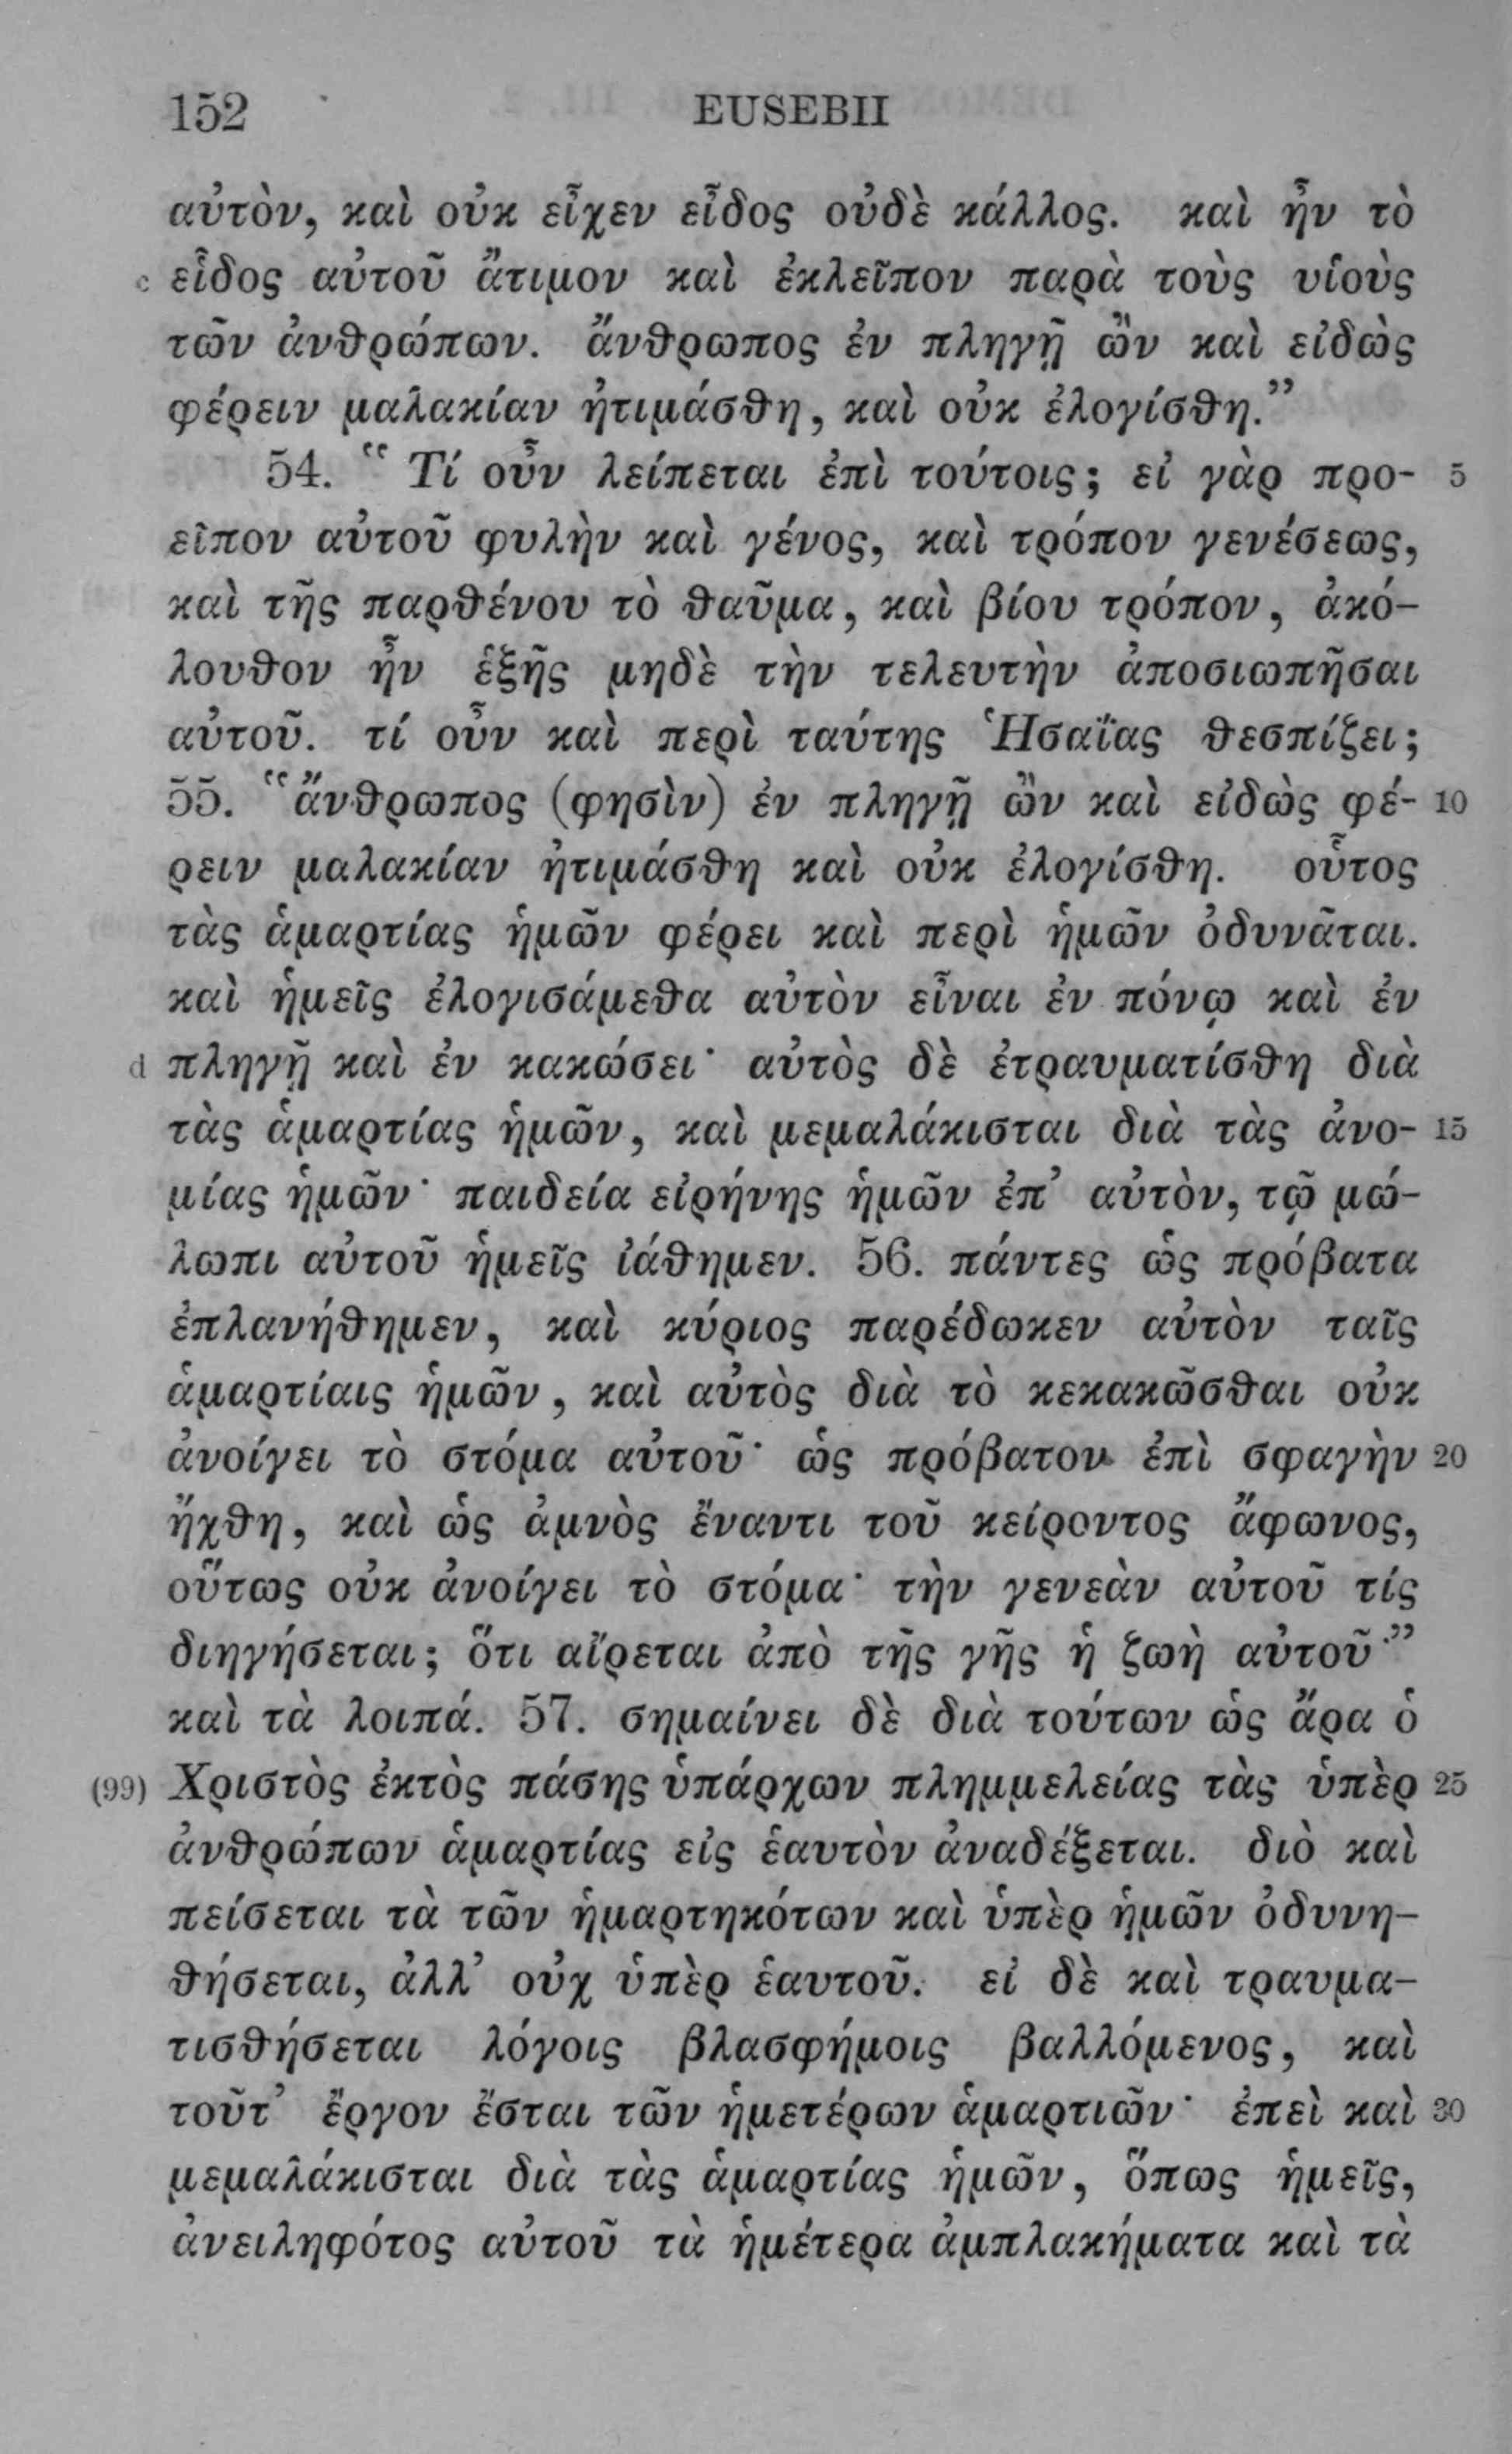 152 EUSEBII
αὐτὸν, καὶ οὐκ εἶχεν εἶδος οὐδὲ κάλλος. καὶ ἦν τὸ
c εἶδος αὐτοῦ ἄτιμον καὶ ἐκλεῖπον παρὰ τοὺς υἱοὺς
τῶν ἀνθρώπων. ἄνθρωπος ἐν πληγῇ ὢν καὶ εἰδὼς
φέρειν μαλακίαν ἠτιμάσθη, καὶ οὐκ ἐλογίσθη.”
54. “ Τί οὖν λείπεται ἐπὶ τούτοις; εἰ γὰρ προ- 5
εῖπον αὐτοῦ φυλὴν καὶ γένος, καὶ τρόπον γενέσεως,
καὶ τῆς παρθένου τὸ θαῦμα, καὶ βίου τρόπον, ἀκό-
λουθον ἦν ἑξῆς μηδὲ τὴν τελευτὴν ἀποσιωπῆσαι
αὐτοῦ. τί οὖν καὶ περὶ ταύτης Ἡσαΐας θεσπίζει;
55. “ἄνθρωπος (φησὶν) ἐν πληγῇ ὢν καὶ εἰδὼς φέ- 10
ρειν μαλακίαν ἠτιμάσθη καὶ οὐκ ἐλογίσθη. οὗτος
τὰς ἁμαρτίας ἡμῶν φέρει καὶ περὶ ἡμῶν ὀδυνᾶται.
καὶ ἡμεῖς ἐλογισάμεθα αὐτὸν εἶναι ἐν πόνῳ καὶ ἐν
d πληγῇ καὶ ἐν κακώσει· αὐτὸς δὲ ἐτραυματίσθη διὰ
τὰς ἁμαρτίας ἡμῶν, καὶ μεμαλάκισται διὰ τὰς ἀνο- 15
μίας ἡμῶν· παιδεία εἰρήνης ἡμῶν ἐπ’ αὐτὸν, τῷ μώ-
λωπι αὐτοῦ ἡμεῖς ἰάθημεν. 56. πάντες ὡς πρόβατα
ἐπλανήθημεν, καὶ κύριος παρέδωκεν αὐτὸν ταῖς
ἁμαρτίαις ἡμῶν, καὶ αὐτὸς διὰ τὸ κεκακῶσθαι οὐκ
ἀνοίγει τὸ στόμα αὐτοῦ· ὡς πρόβατον ἐπὶ σφαγὴν 20
ἤχθη, καὶ ὡς ἀμνὸς ἔναντι τοῦ κείροντος ἄφωνος,
οὕτως οὐκ ἀνοίγει τὸ στόμα· τὴν γενεὰν αὐτοῦ τίς
διηγήσεται; ὅτι αἴρεται ἀπὸ τῆς γῆς ἡ ζωὴ αὐτοῦ·”
καὶ τὰ λοιπά. 57. σημαίνει δὲ διὰ τούτων ὡς ἄρα ὁ
(99) Χριστὸς ἐκτὸς πάσης ὑπάρχων πλημμελείας τὰς ὑπὲρ 25
ἀνθρώπων ἁμαρτίας εἰς ἑαυτὸν ἀναδέξεται. διὸ καὶ
πείσεται τὰ τῶν ἡμαρτηκότων καὶ ὑπὲρ ἡμῶν ὀδυνη-
θήσεται, ἀλλ’ οὐχ ὑπὲρ ἑαυτοῦ. εἰ δὲ καὶ τραυμα-
τισθήσεται λόγοις βλασφήμοις βαλλόμενος, καὶ
τοῦτ’ ἔργον ἔσται τῶν ἡμετέρων ἁμαρτιῶν· ἐπεὶ καὶ 30
μεμαλάκισται διὰ τὰς ἁμαρτίας ἡμῶν, ὅπως ἡμεῖς,
ἀνειληφότος αὐτοῦ τὰ ἡμέτερα ἀμπλακήματα καὶ τὰ